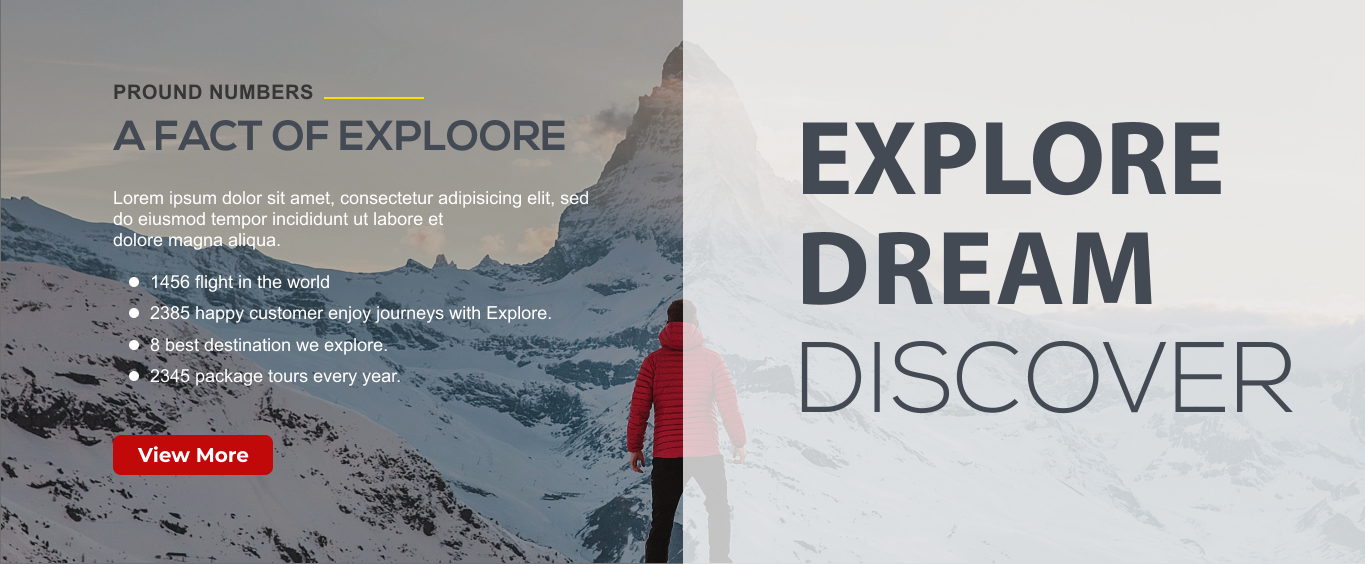 PROUND NUMBERS
A FACT OF EXPLOORE
Lorem ipsum dolor sit amet, consectetur adipisicing elit, sed
do eiusmod tempor incididunt ut labore et
dolore magna aliqua.
1456 flight in the world
2385 happy customer enjoy journeys with Explore.
8 best destination we explore.
2345 package tours every year.
View More
EXPLORE
DREAM
DISCOVER